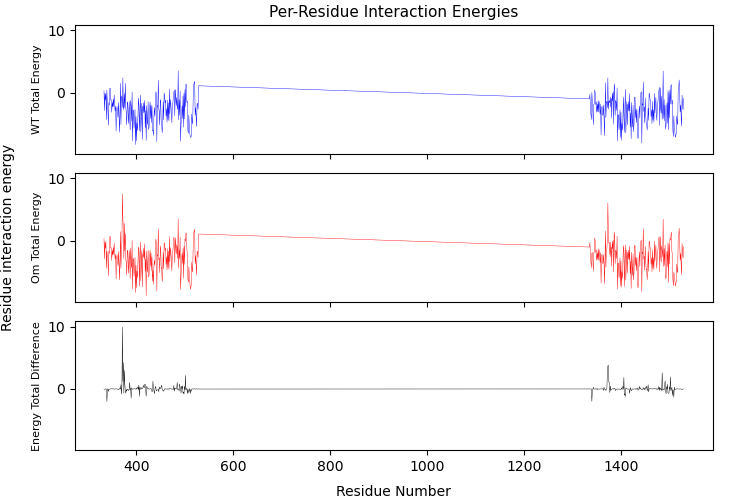 Per-Residue Interaction Energies
Residue interaction energy
WT Total Energy
10
0
Om Total Energy
10
0
Energy Total Difference
10
0
400 600 800 1000 1200 1400
Residue Number